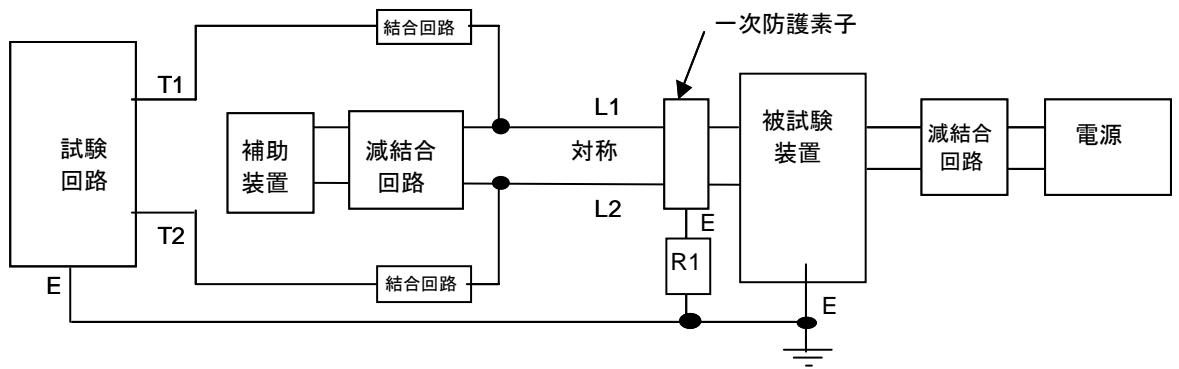 結合回路
一次防護素子
T1
試験
回路
補助
装置
減結合
回路
L1
対称
L2
被試験
装置
減結合
回路
電源
T2
E
R1
結合回路
E
E